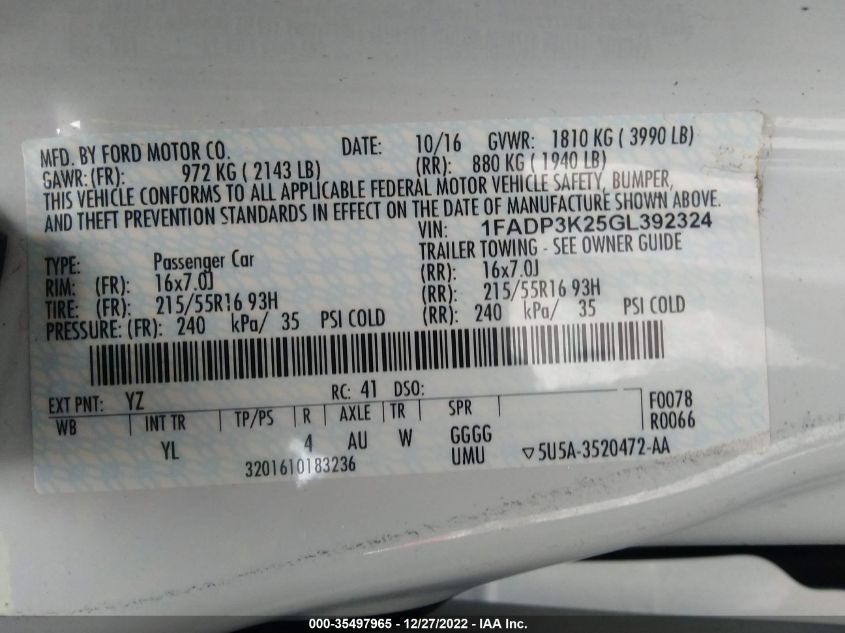 MFD. BY FORD MOTOR CO. DATE: 10/16 GVWR: 1810 KG ( 3990 LB)
GAWR: (FR): 972 KG ( 2143 LB) (RR): 880 KG ( 1940 LB)
THIS VEHICLE CONFORMS TO ALL APPLICABLE FEDERAL MOTOR VEHICLE SAFETY, BUMPER,
AND THEFT PREVENTION STANDARDS IN EFFECT ON THE DATE OF MANUFACTURE SHOWN ABOVE.
VIN: 1FADP3K25GL392324
TYPE: Passenger Car TRAILER TOWING - SEE OWNER GUIDE
RIM: (FR): 16x7.0J (RR): 16x7.0J
TIRE: (FR): 215/55R16 93H (RR): 215/55R16 93H
PRESSURE: (FR): 240 kPa/ 35 PSI COLD (RR): 240 kPa/ 35 PSI COLD
EXT PNT: YZ RC: 41 DSO:
WB INT TR TP/PS R AXLE TR SPR F0078
R0066
YL 4 AU W GGGG
UMU
3201610183236 ▽5U5A-3520472-AA
000-35497965 - 12/27/2022 - IAA Inc.